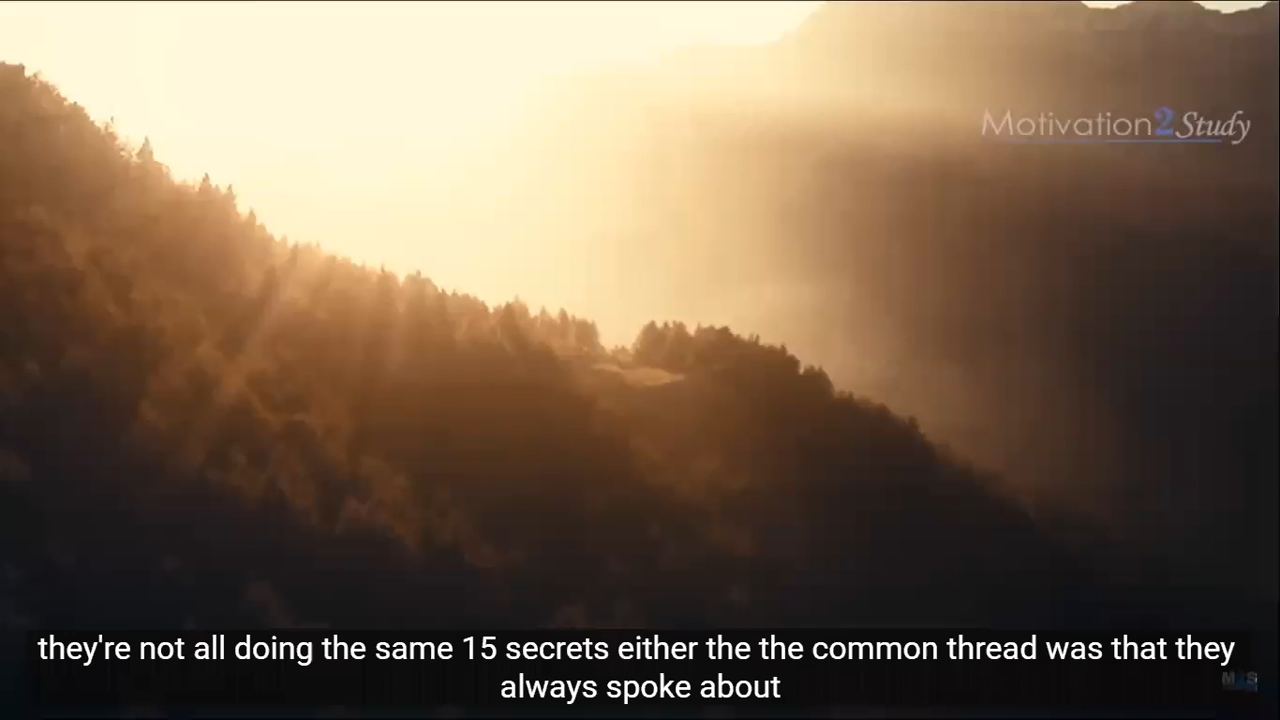 Motivation2Study
they're not all doing the same 15 secrets either the the common thread was that they
always spoke about
M2S